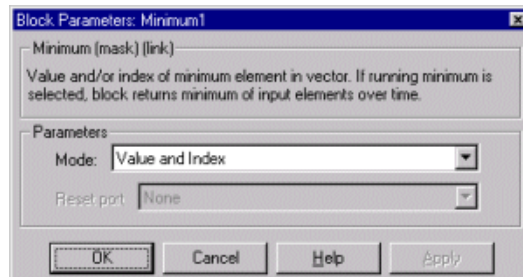 Block Parameters: Minimum1
Minimum (mask) (link)
Value and/or index of minimum element in vector. If running minimum is
selected, block returns minimum of input elements over time.
Parameters
Mode: Value and Index
Reset port None
OK Cancel Help Apply